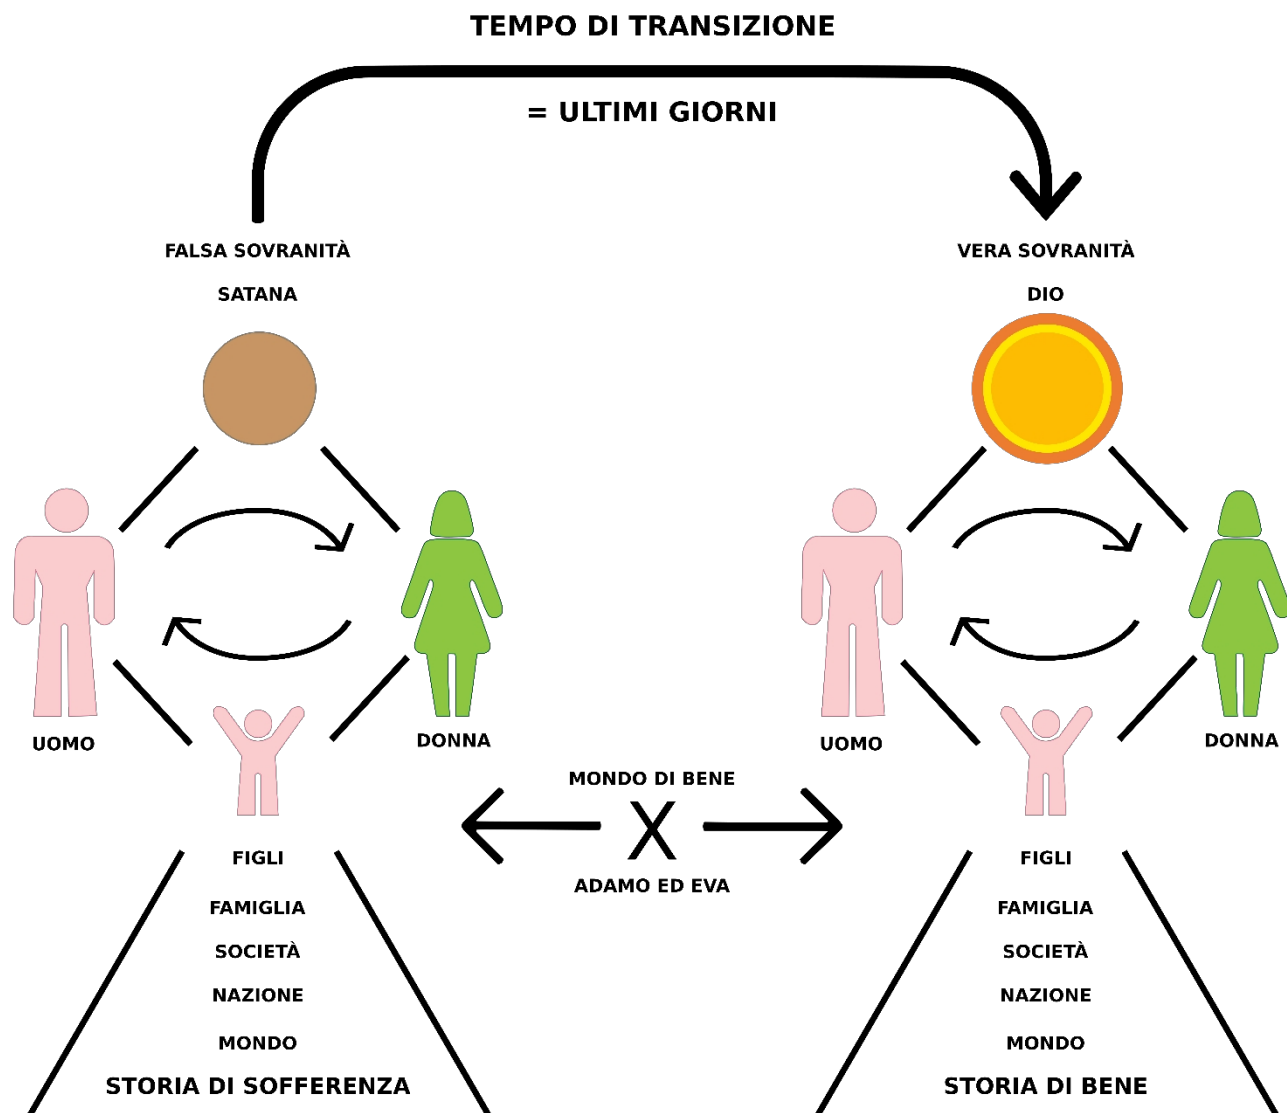 TEMPO DI TRANSIZIONE
= ULTIMI GIORNI
FALSA SOVRANITÀ
SATANA
UOMO
DONNA
FIGLI
FAMIGLIA
SOCIETÀ
NAZIONE
MONDO
STORIA DI SOFFERENZA
MONDO DI BENE
X
ADAMO ED EVA
VERA SOVRANITÀ
DIO
UOMO
DONNA
FIGLI
FAMIGLIA
SOCIETÀ
NAZIONE
MONDO
STORIA DI BENE